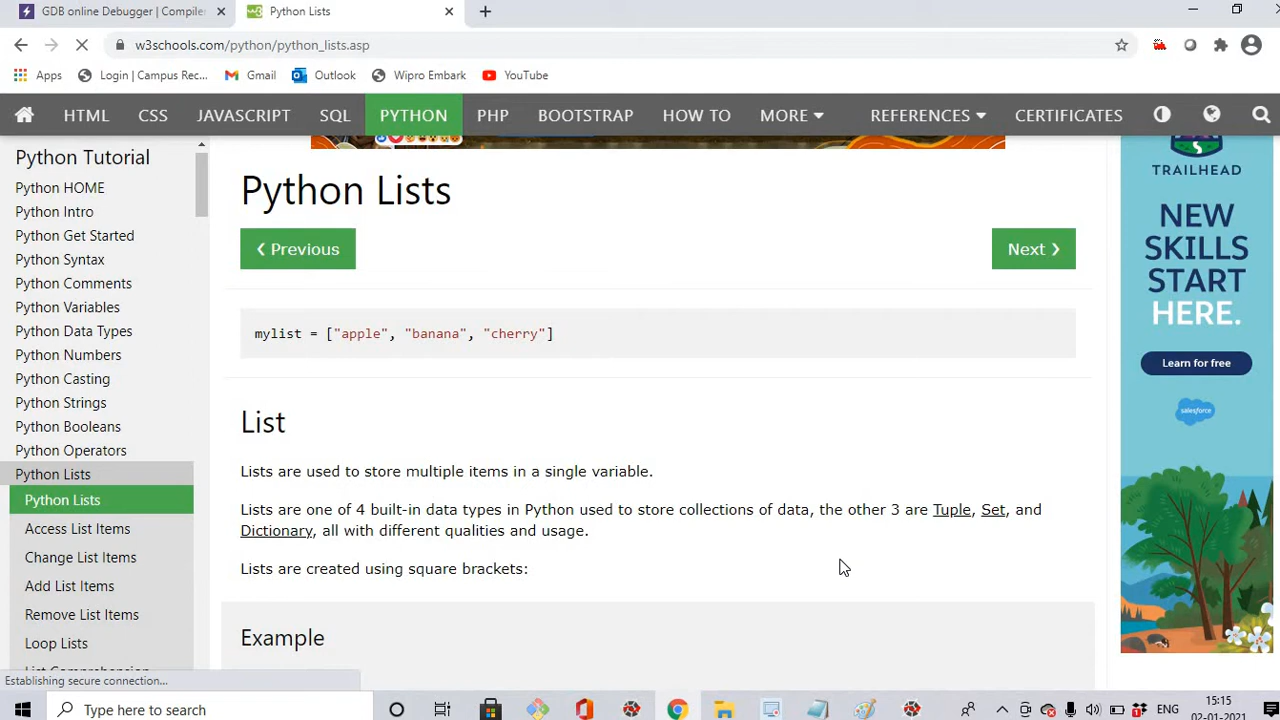 GDB online Debugger | Compile
Python Lists
w3schools.com/python/python_lists.asp
Apps
Login | Campus Rec...
Gmail
Outlook
Wipro Embark
YouTube
HTML
CSS
JAVASCRIPT
SQL
PYTHON
PHP
BOOTSTRAP
HOW TO
MORE
REFERENCES
CERTIFICATES
Python Tutorial
Python HOME
Python Intro
Python Get Started
Python Syntax
Python Comments
Python Variables
Python Data Types
Python Numbers
Python Casting
Python Strings
Python Booleans
Python Operators
Python Lists
Python Lists
Access List Items
Change List Items
Add List Items
Remove List Items
Loop Lists
List Comprehension
Python Lists
❮ Previous
Next ❯
mylist = ["apple", "banana", "cherry"]
List
Lists are used to store multiple items in a single variable.
Lists are one of 4 built-in data types in Python used to store collections of data, the other 3 are Tuple, Set, and
Dictionary, all with different qualities and usage.
Lists are created using square brackets:
Example
TRAILHEAD
NEW
SKILLS
START
HERE.
Learn for free
salesforce
Establishing secure connection...
Type here to search
ENG
15:15
02-01-2021